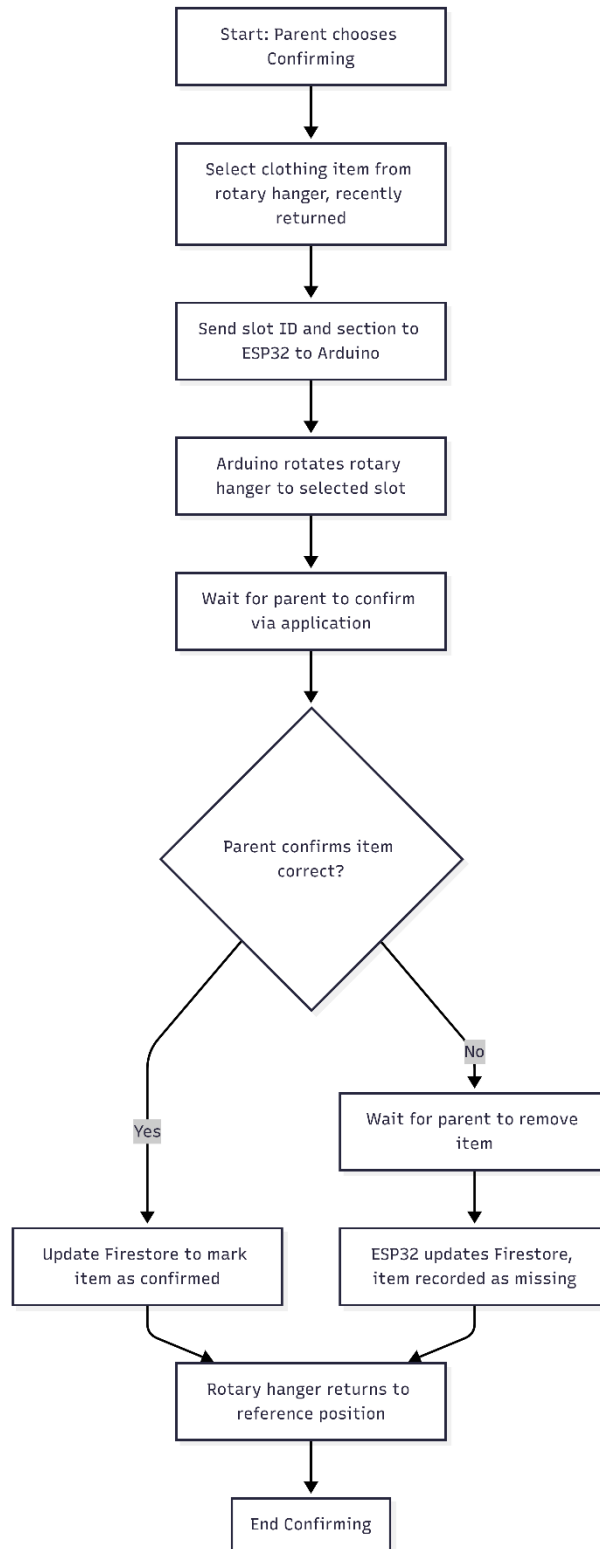 Start: Parent chooses
Confirming
Select clothing item from
rotary hanger, recently
returned
Send slot ID and section to
ESP32 to Arduino
Arduino rotates rotary
hanger to selected slot
Wait for parent to confirm
via application
Parent confirms item
correct?
No
Wait for parent to remove
item
Yes
Update Firestore to mark
item as confirmed
ESP32 updates Firestore,
item recorded as missing
Rotary hanger returns to
reference position
End Confirming